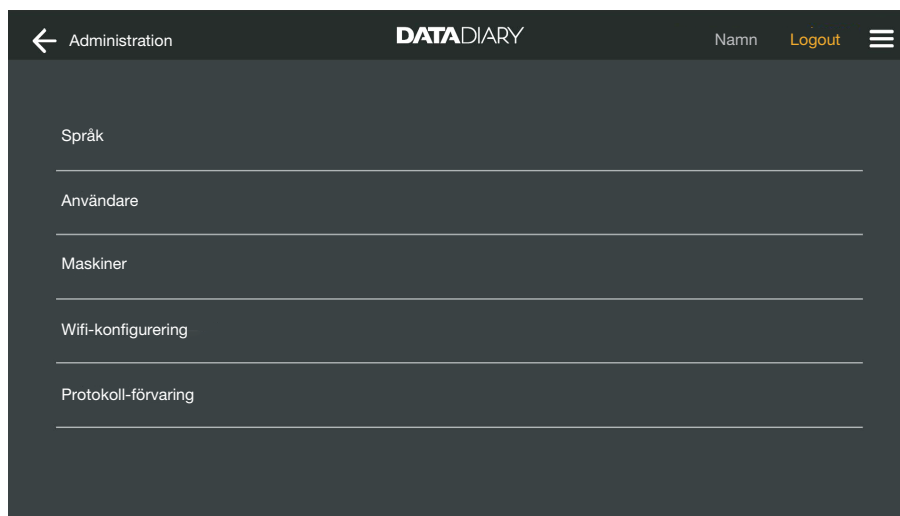 Administration
DATADIARY
Namn
Logout
Språk
Användare
Maskiner
Wifi-konfigurering
Protokoll-förvaring